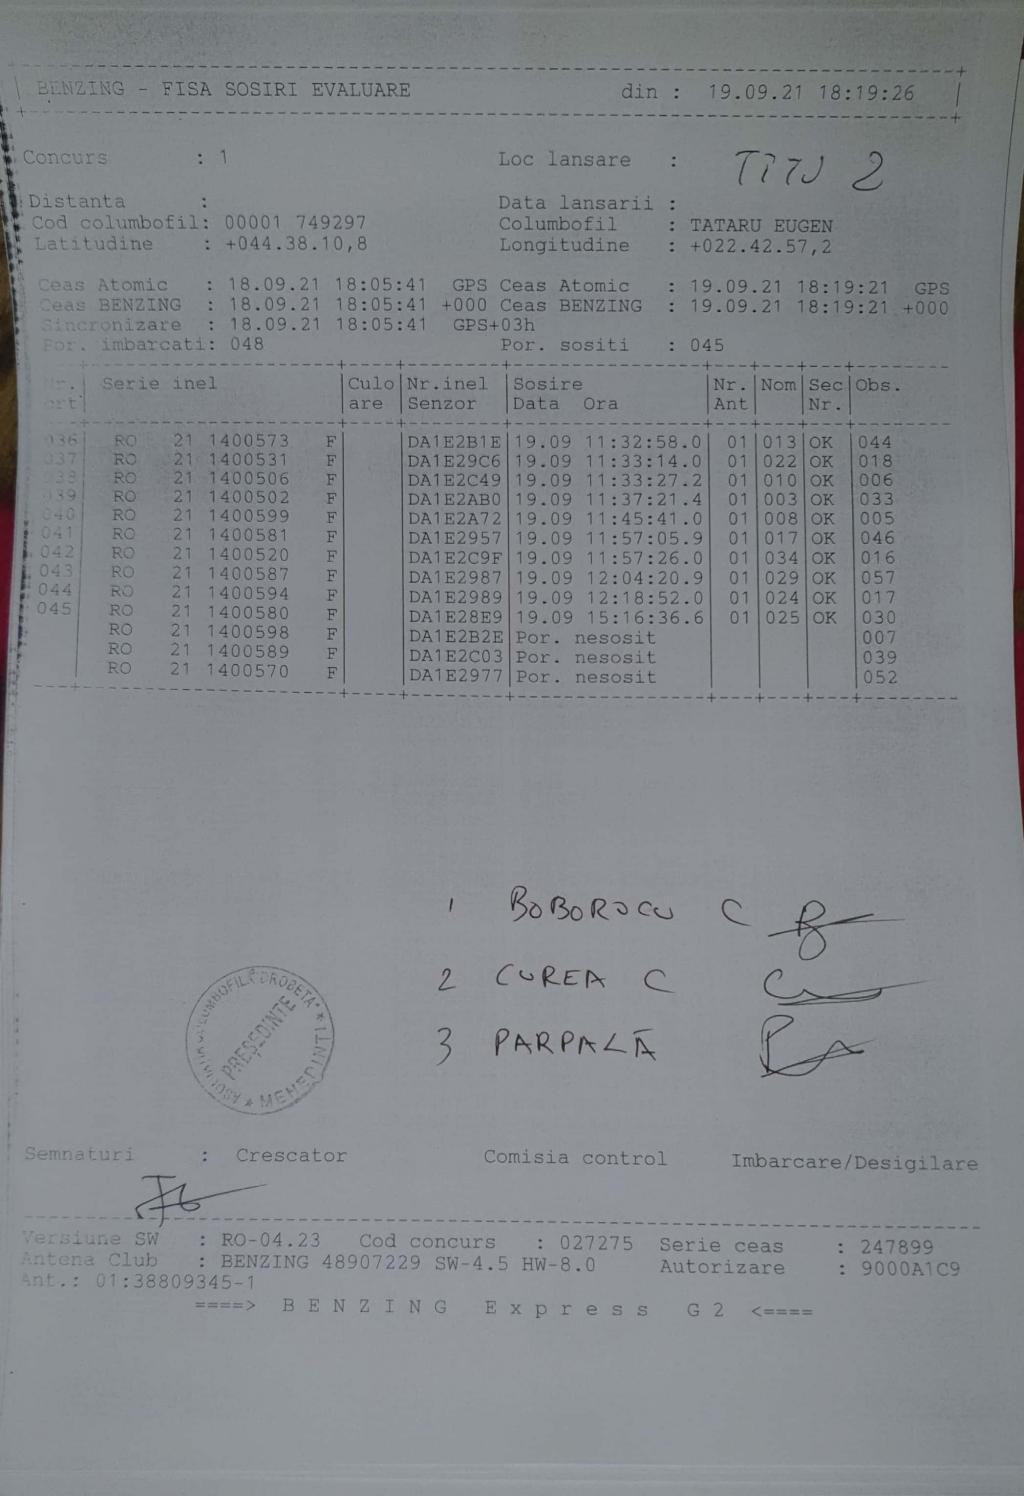 BENZING - FISA SOSIRI EVALUARE din : 19.09.21 18:19:26
Concurs : 1 Loc lansare : TITU 2
Distanta : Data lansarii :
Cod columbofil: 00001 749297 Columbofil : TATARU EUGEN
Latitudine : +044.38.10,8 Longitudine : +022.42.57,2
Ceas Atomic : 18.09.21 18:05:41 GPS Ceas Atomic : 19.09.21 18:19:21 GPS
Ceas BENZING : 18.09.21 18:05:41 +000 Ceas BENZING : 19.09.21 18:19:21 +000
Sincronizare : 18.09.21 18:05:41 GPS+03h
Por. imbarcati: 048 Por. sositi : 045
Nr. Serie inel Culo Nr.inel Sosire Nr. Nom Sec Obs.
crt are Senzor Data Ora Ant Nr.
036 RO 21 1400573 F DA1E2B1E 19.09 11:32:58.0 01 013 OK 044
037 RO 21 1400531 F DA1E29C6 19.09 11:33:14.0 01 022 OK 018
038 RO 21 1400506 F DA1E2C49 19.09 11:33:27.2 01 010 OK 006
039 RO 21 1400502 F DA1E2AB0 19.09 11:37:21.4 01 003 OK 033
040 RO 21 1400599 F DA1E2A72 19.09 11:45:41.0 01 008 OK 005
041 RO 21 1400581 F DA1E2957 19.09 11:57:05.9 01 017 OK 046
042 RO 21 1400520 F DA1E2C9F 19.09 11:57:26.0 01 034 OK 016
043 RO 21 1400587 F DA1E2987 19.09 12:04:20.9 01 029 OK 057
044 RO 21 1400594 F DA1E2989 19.09 12:18:52.0 01 024 OK 017
045 RO 21 1400580 F DA1E28E9 19.09 15:16:36.6 01 025 OK 030
RO 21 1400598 F DA1E2B2E Por. nesosit 007
RO 21 1400589 F DA1E2C03 Por. nesosit 039
RO 21 1400570 F DA1E2977 Por. nesosit 052
1 BOBOROCU C
2 CUREA C
3 PARPALĂ
ASOCIATIA COLUMBOFILĂ "DROBETA" * MEHEDINTI *
PREŞEDINTE
Semnaturi : Crescator Comisia control Imbarcare/Desigilare
Versiune SW : RO-04.23 Cod concurs : 027275 Serie ceas : 247899
Antena Club : BENZING 48907229 SW-4.5 HW-8.0 Autorizare : 9000A1C9
Ant.: 01:38809345-1
====> B E N Z I N G E x p r e s s G 2 <====